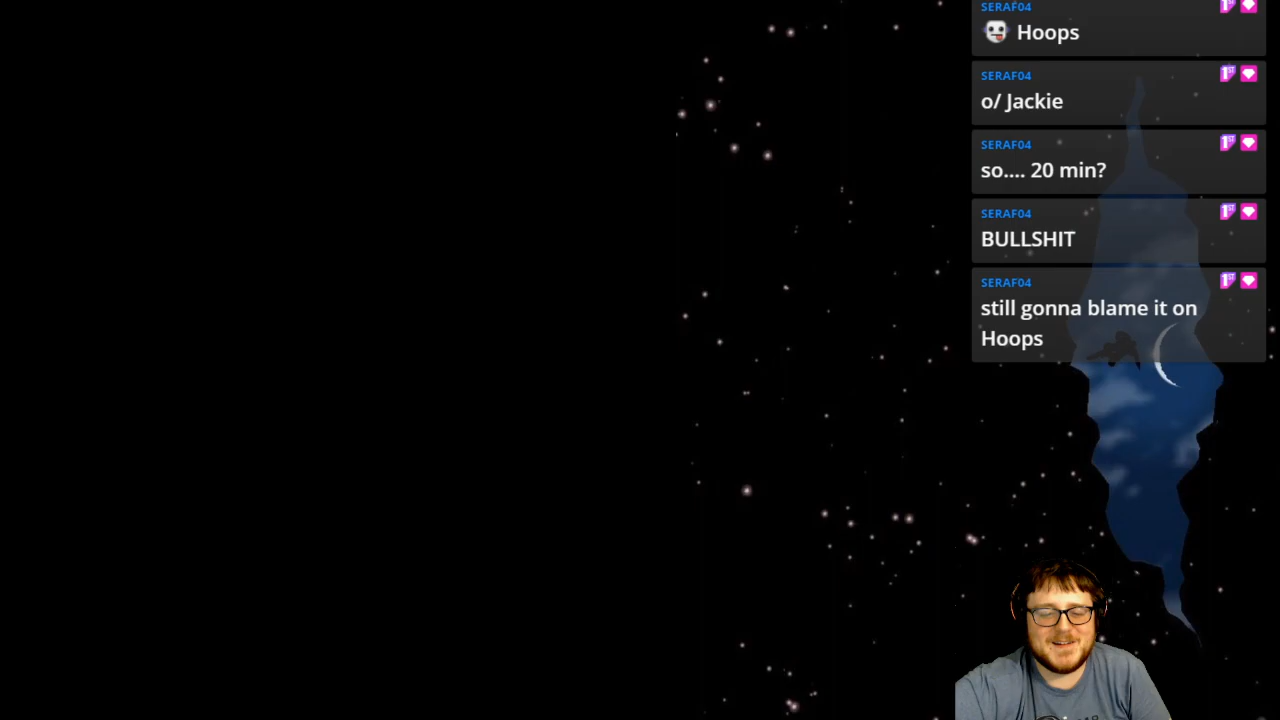 SERAF04
Hoops
SERAF04
o/ Jackie
SERAF04
so.... 20 min?
SERAF04
BULLSHIT
SERAF04
still gonna blame it on
Hoops